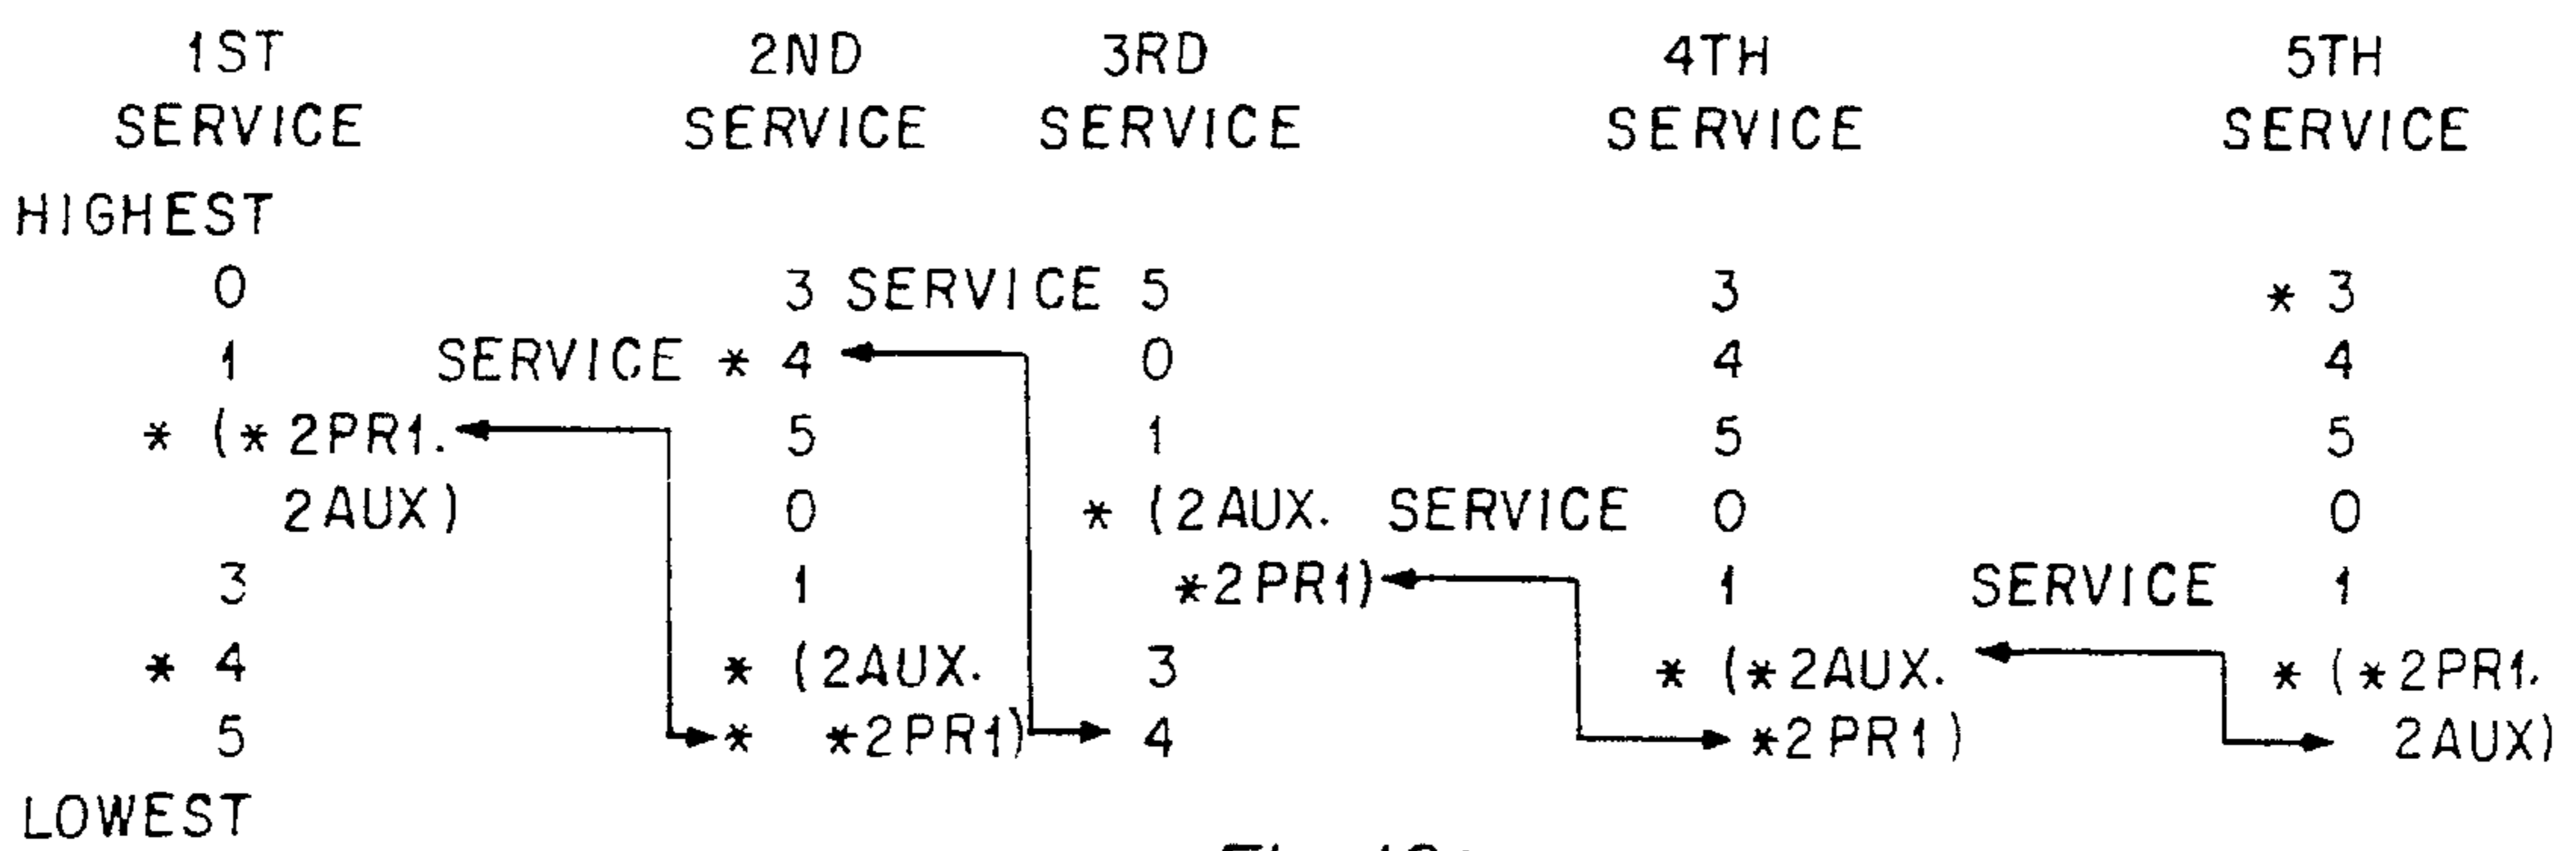 1ST 2ND 3RD 4TH 5TH
SERVICE SERVICE SERVICE SERVICE SERVICE
HIGHEST
0 3 SERVICE 5 3 * 3
1 SERVICE * 4 0 4 4
* (* 2PR1. 5 1 5 5
2AUX) 0 * (2AUX. SERVICE 0 0
3 1 *2PR1) 1 SERVICE 1
* 4 * (2AUX. 3 * (*2AUX. * (*2PR1.
5 * *2PR1) 4 *2PR1) 2AUX)
LOWEST